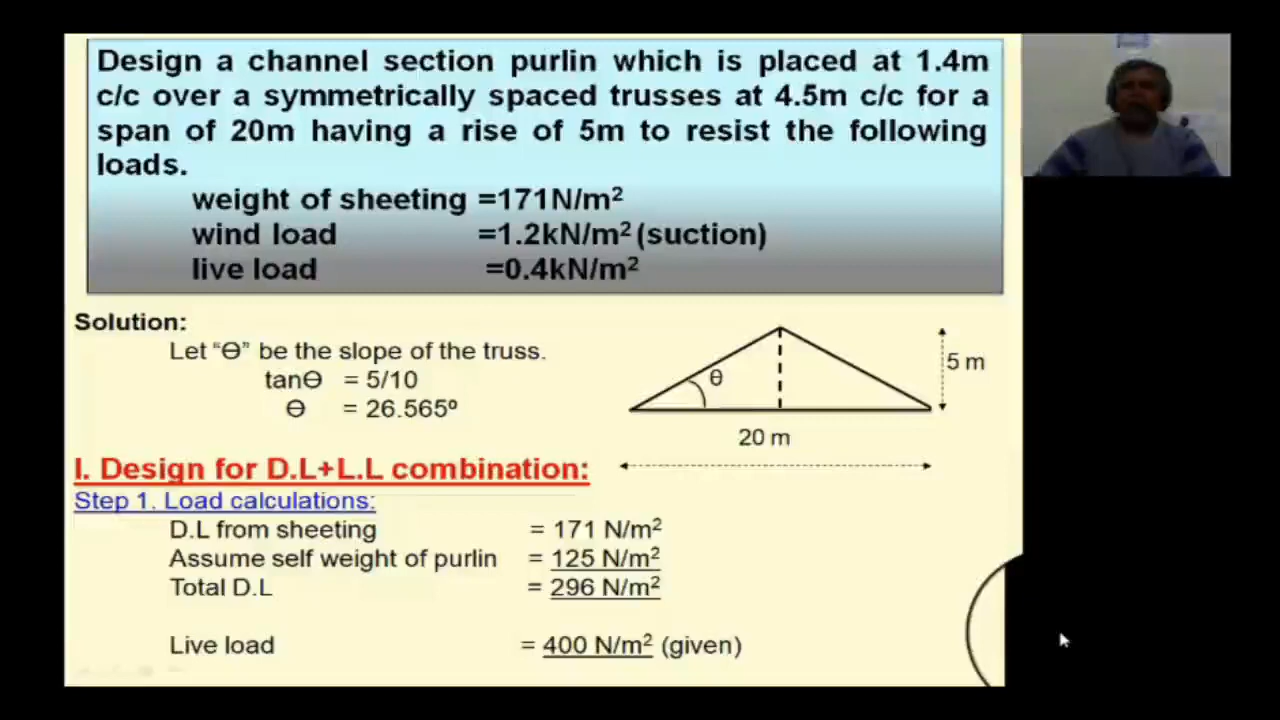 Design a channel section purlin which is placed at 1.4m
c/c over a symmetrically spaced trusses at 4.5m c/c for a
span of 20m having a rise of 5m to resist the following
loads.
weight of sheeting =171N/m²
wind load =1.2kN/m² (suction)
live load =0.4kN/m²
Solution:
Let “Ө” be the slope of the truss.
tanӨ = 5/10
Ө = 26.565º
θ
5 m
20 m
I. Design for D.L+L.L combination:
Step 1. Load calculations:
D.L from sheeting = 171 N/m²
Assume self weight of purlin = 125 N/m²
Total D.L = 296 N/m²
Live load = 400 N/m² (given)